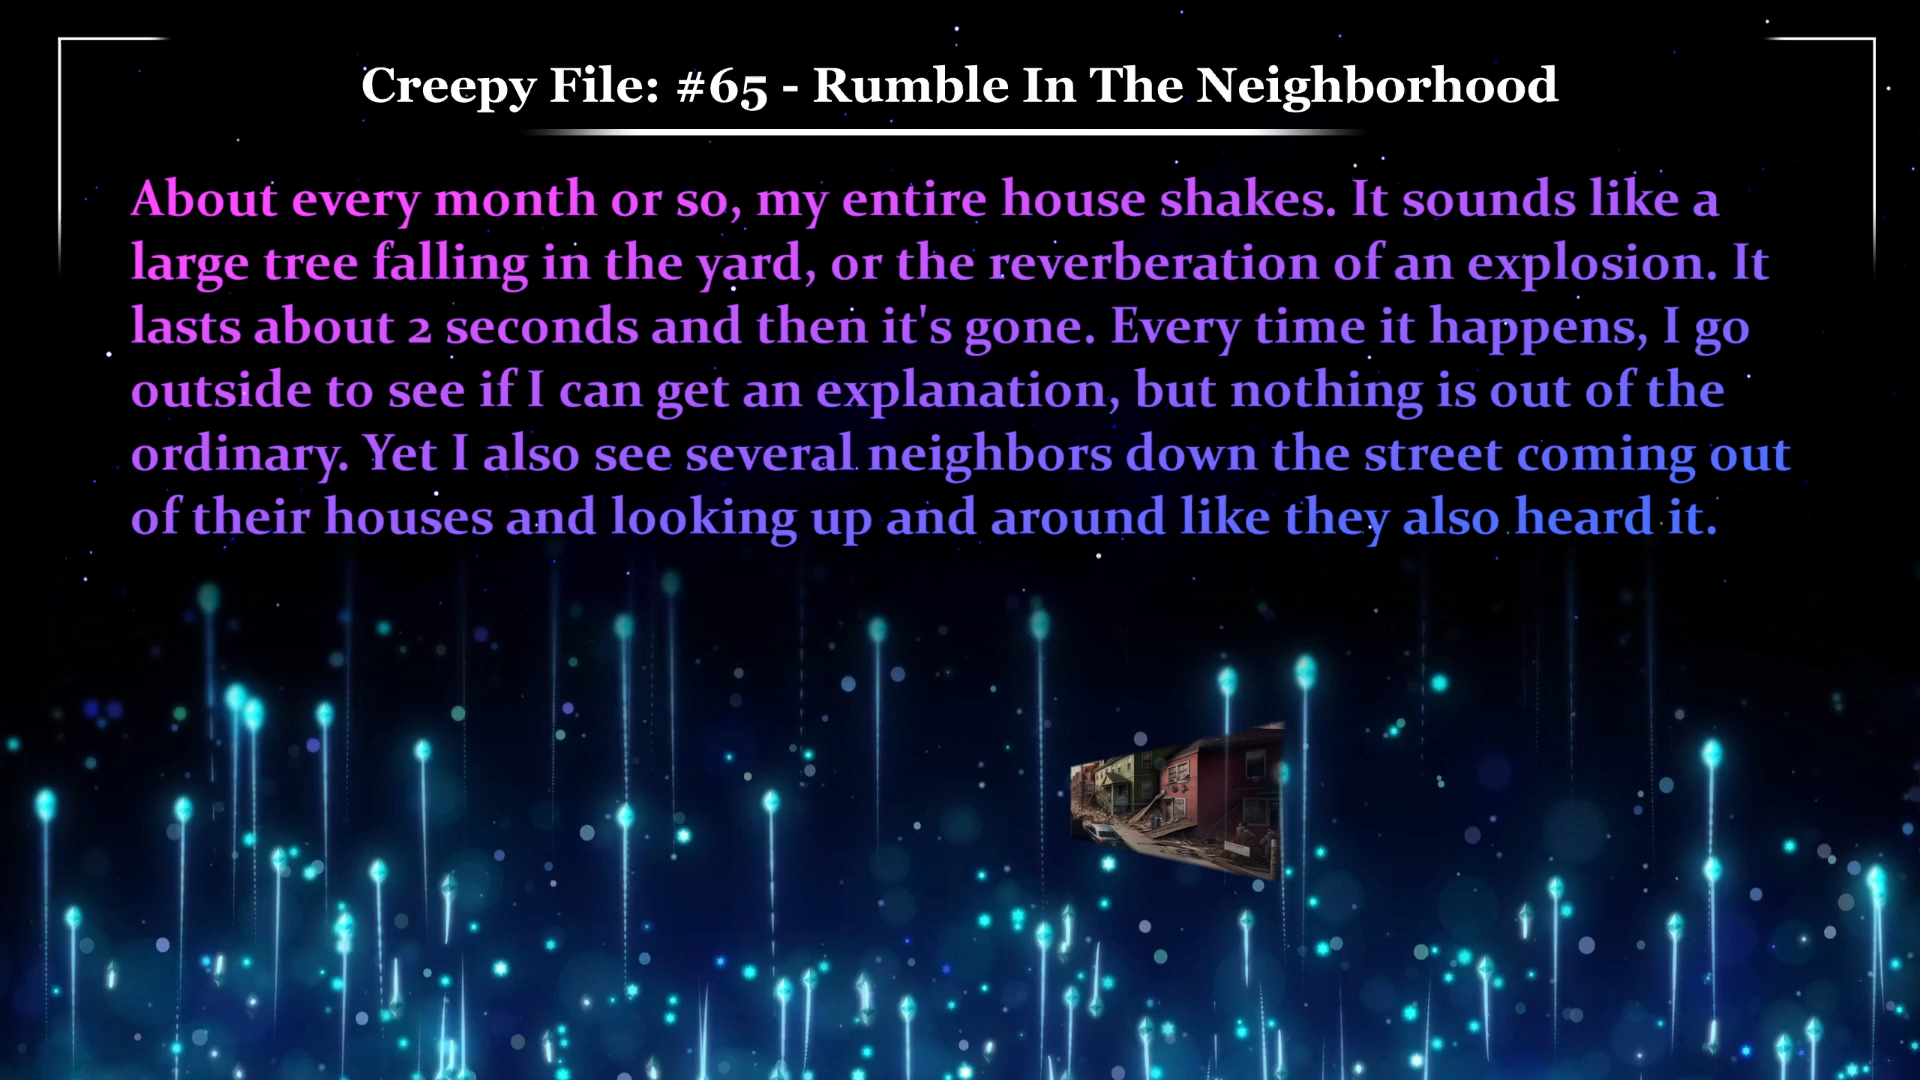 Creepy File: #65 - Rumble In The Neighborhood
About every month or so, my entire house shakes. It sounds like a
large tree falling in the yard, or the reverberation of an explosion. It
lasts about 2 seconds and then it's gone. Every time it happens, I go
outside to see if I can get an explanation, but nothing is out of the
ordinary. Yet I also see several neighbors down the street coming out
of their houses and looking up and around like they also heard it.